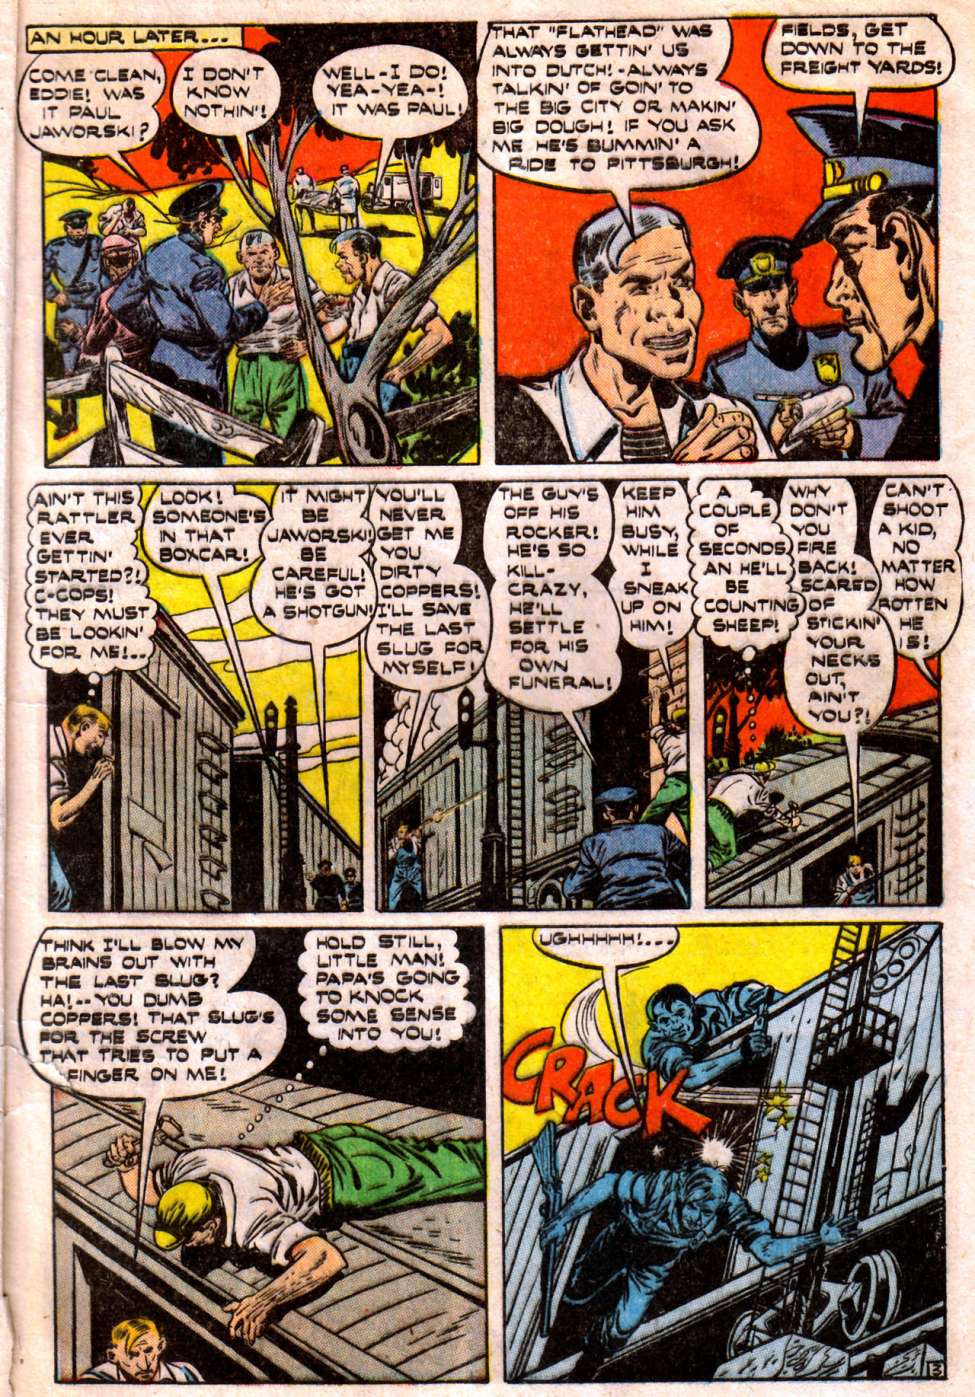 AN HOUR LATER...
COME CLEAN,
EDDIE! WAS
IT PAUL
JAWORSKI?
I DON'T
KNOW
NOTHIN'!
WELL-I DO!
YEA-YEA-!
IT WAS PAUL!
THAT "FLATHEAD" WAS
ALWAYS GETTIN' US
INTO DUTCH!-ALWAYS
TALKIN' OF GOIN' TO
THE BIG CITY OR MAKIN'
BIG DOUGH! IF YOU ASK
ME HE'S BUMMIN' A
RIDE TO PITTSBURGH!
FIELDS, GET
DOWN TO THE
FREIGHT YARDS!
AIN'T THIS
RATTLER
EVER
GETTIN'
STARTED?!
C-COPS!
THEY MUST
BE LOOKIN'
FOR ME!..
LOOK!
SOMEONE'S
IN THAT
BOXCAR!
IT MIGHT
BE
JAWORSKI!
BE
CAREFUL!
HE'S GOT
A SHOTGUN!
YOU'LL
NEVER
GET ME
YOU
DIRTY
COPPERS!
I'LL SAVE
THE LAST
SLUG FOR
MYSELF!
THE GUY'S
OFF HIS
ROCKER!
HE'S SO
KILL-
CRAZY,
HE'LL
SETTLE
FOR HIS
OWN
FUNERAL!
KEEP
HIM
BUSY,
WHILE
I
SNEAK
UP ON
HIM!
A
COUPLE
OF
SECONDS
AN HE'LL
BE
COUNTING
SHEEP!
WHY
DON'T
YOU
FIRE
BACK!
SCARED
OF
STICKIN'
YOUR
NECKS
OUT,
AIN'T
YOU?!
CAN'T
SHOOT
A KID,
NO
MATTER
HOW
ROTTEN
HE
IS!
THINK I'LL BLOW MY
BRAINS OUT WITH
THE LAST SLUG?
HA!--YOU DUMB
COPPERS! THAT SLUG'S
FOR THE SCREW
THAT TRIES TO PUT A
FINGER ON ME!
HOLD STILL,
LITTLE MAN!
PAPA'S GOING
TO KNOCK
SOME SENSE
INTO YOU!
UGHHHHH!...
CRACK
3